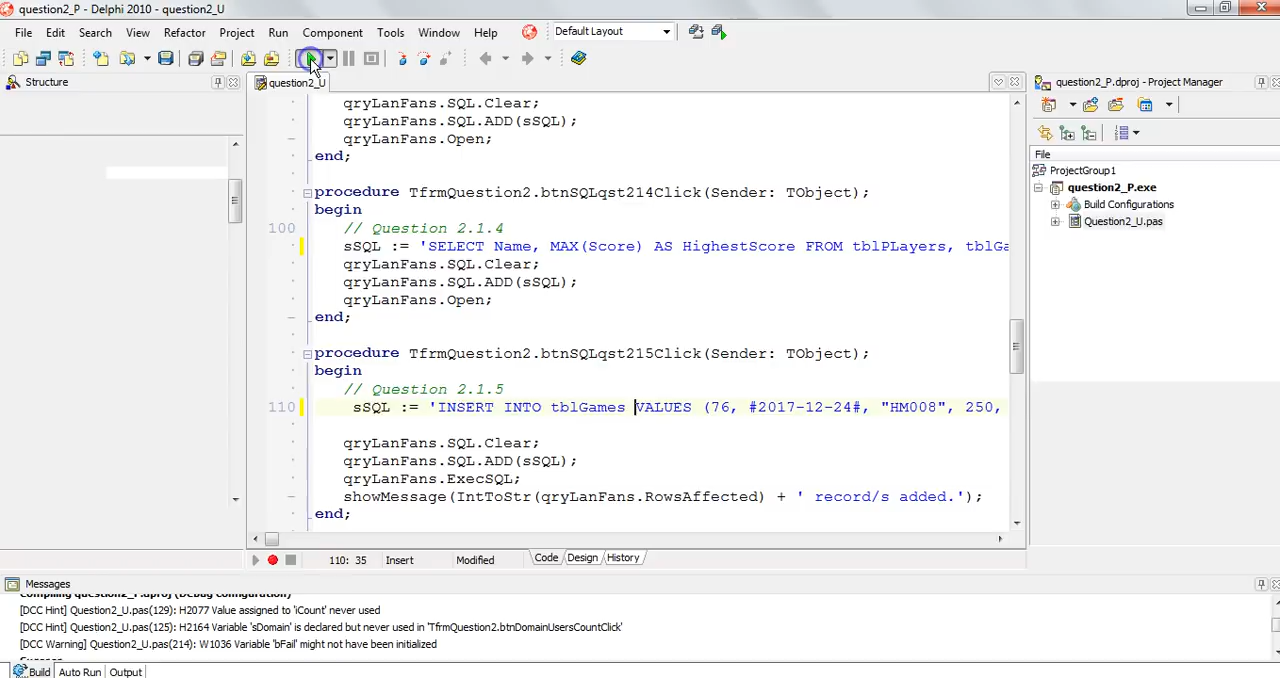 question2_P - Delphi 2010 - question2_U
File Edit Search View Refactor Project Run Component Tools Window Help Default Layout
Structure
question2_U
question2_P.dproj - Project Manager
File
ProjectGroup1
question2_P.exe
Build Configurations
Question2_U.pas
qryLanFans.SQL.Clear;
qryLanFans.SQL.ADD(sSQL);
qryLanFans.Open;
end;
procedure TfrmQuestion2.btnSQLqst214Click(Sender: TObject);
begin
100 // Question 2.1.4
sSQL := 'SELECT Name, MAX(Score) AS HighestScore FROM tblPLayers, tblGa
qryLanFans.SQL.Clear;
qryLanFans.SQL.ADD(sSQL);
qryLanFans.Open;
end;
procedure TfrmQuestion2.btnSQLqst215Click(Sender: TObject);
begin
// Question 2.1.5
110 sSQL := 'INSERT INTO tblGames VALUES (76, #2017-12-24#, "HM008", 250,
qryLanFans.SQL.Clear;
qryLanFans.SQL.ADD(sSQL);
qryLanFans.ExecSQL;
showMessage(IntToStr(qryLanFans.RowsAffected) + ' record/s added.');
end;
110: 35 Insert Modified Code Design History
Messages
Compiling question2_P.dproj (Debug configuration)
[DCC Hint] Question2_U.pas(129): H2077 Value assigned to 'iCount' never used
[DCC Hint] Question2_U.pas(125): H2164 Variable 'sDomain' is declared but never used in 'TfrmQuestion2.btnDomainUsersCountClick'
[DCC Warning] Question2_U.pas(214): W1036 Variable 'bFail' might not have been initialized
Build Auto Run Output